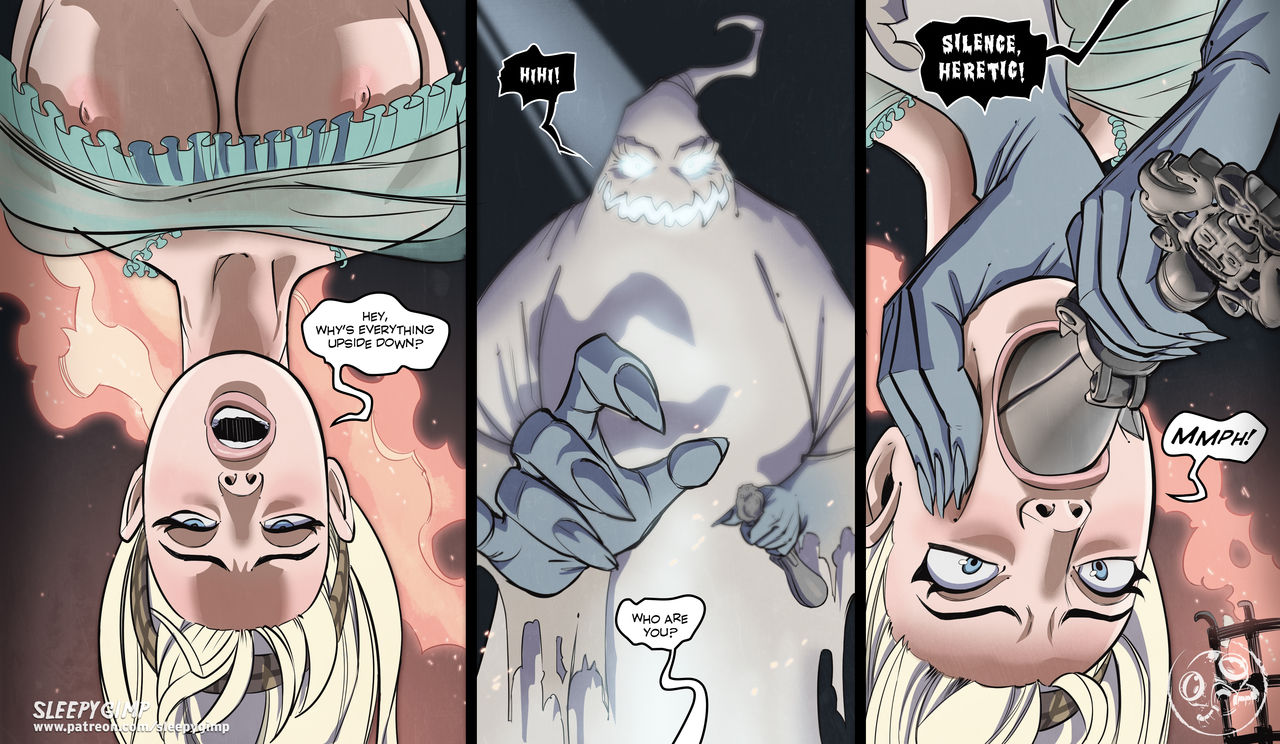 HEY,
WHY'S EVERYTHING
UPSIDE DOWN?
HIHI!
WHO ARE
YOU?
SILENCE,
HERETIC!
MMPH!
SLEEPYGIMP
www.patreon.com/sleepygimp